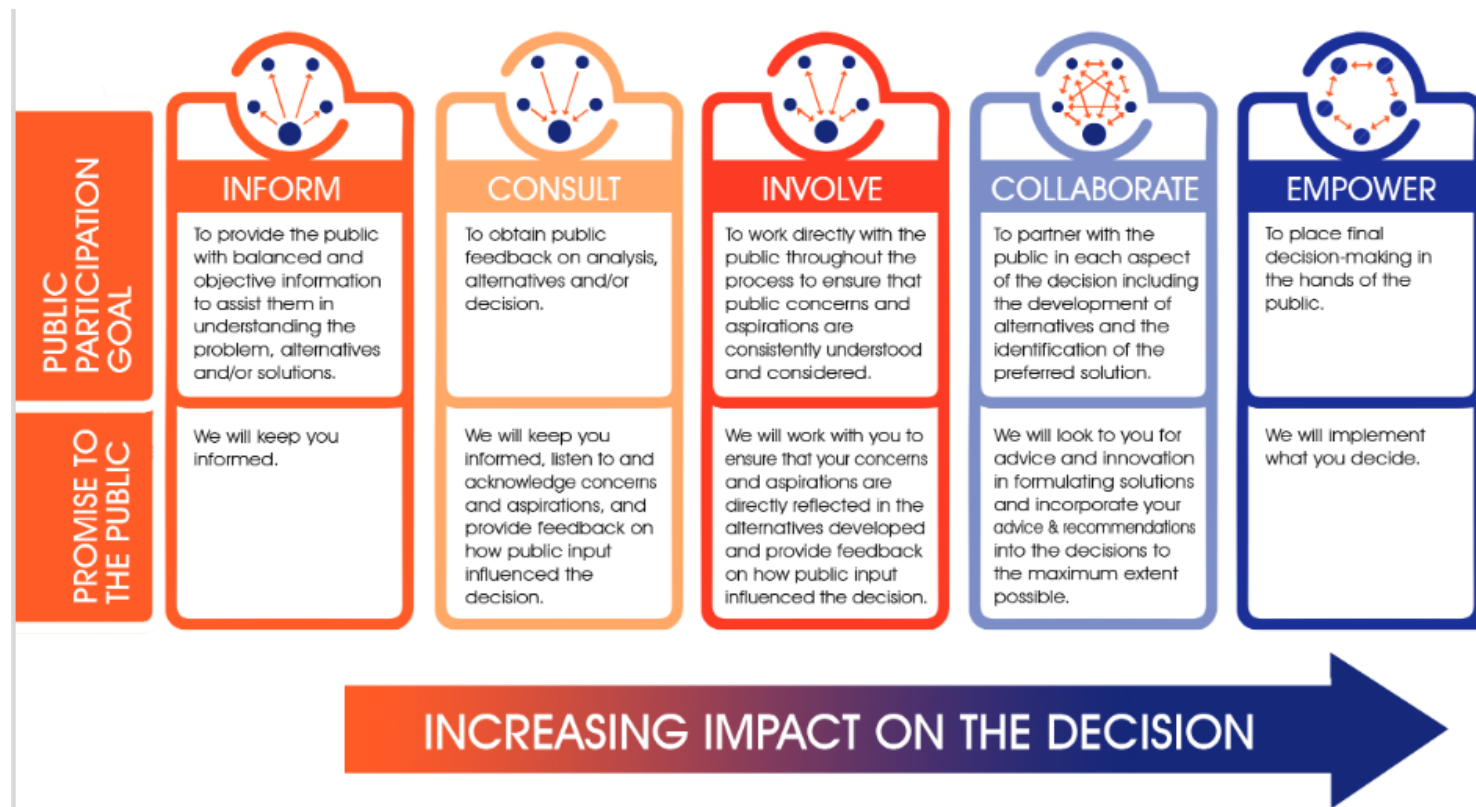 PUBLIC
PARTICIPATION
GOAL
INFORM
To provide the public
with balanced and
objective information
to assist them in
understanding the
problem, alternatives
and/or solutions.
CONSULT
To obtain public
feedback on analysis,
alternatives and/or
decision.
INVOLVE
To work directly with the
public throughout the
process to ensure that
public concerns and
aspirations are
consistently understood
and considered.
COLLABORATE
To partner with the
public in each aspect
of the decision including
the development of
alternatives and the
identification of the
preferred solution.
EMPOWER
To place final
decision-making in
the hands of the
public.
PROMISE TO
THE PUBLIC
We will keep you
informed.
We will keep you
informed, listen to and
acknowledge concerns
and aspirations, and
provide feedback on
how public input
influenced the
decision.
We will work with you to
ensure that your concerns
and aspirations are
directly reflected in the
alternatives developed
and provide feedback
on how public input
influenced the decision.
We will look to you for
advice and innovation
in formulating solutions
and incorporate your
advice & recommendations
into the decisions to
the maximum extent
possible.
We will implement
what you decide.
INCREASING IMPACT ON THE DECISION